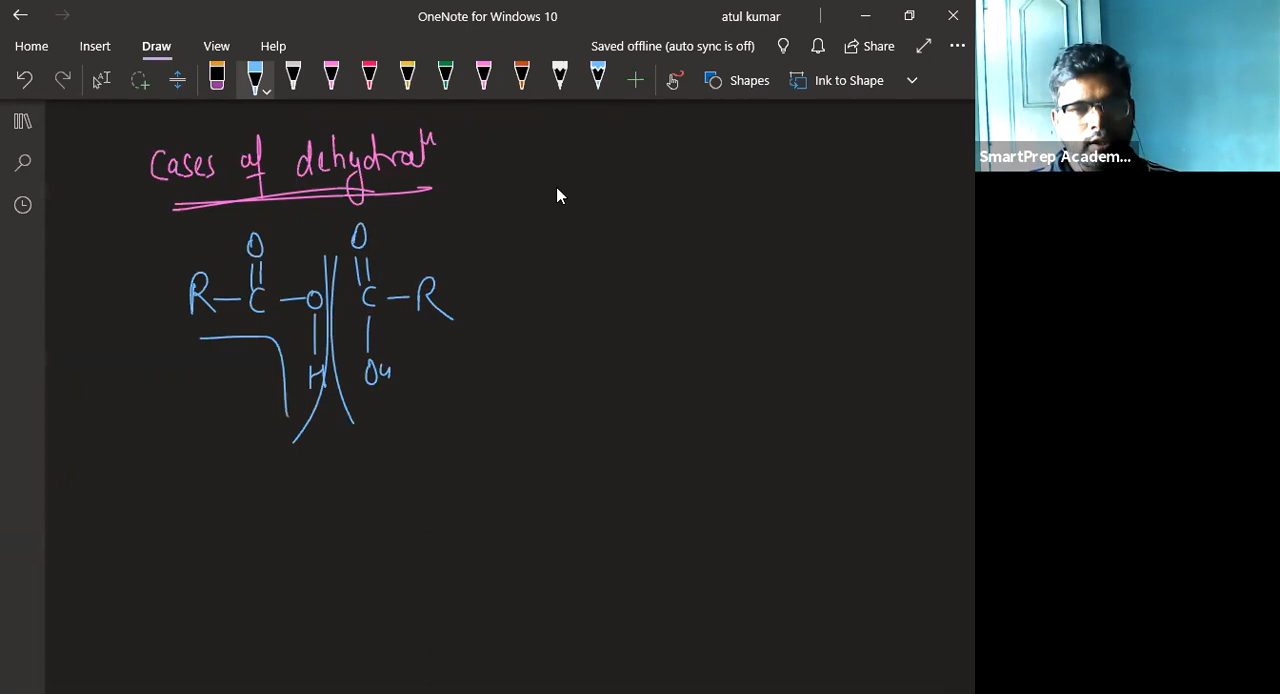 OneNote for Windows 10
atul kumar
Home Insert Draw View Help
Saved offline (auto sync is off)
Share
Shapes
Ink to Shape
SmartPrep Academ...
Cases of dehydratn
O O
R-C-O C-R
H OH